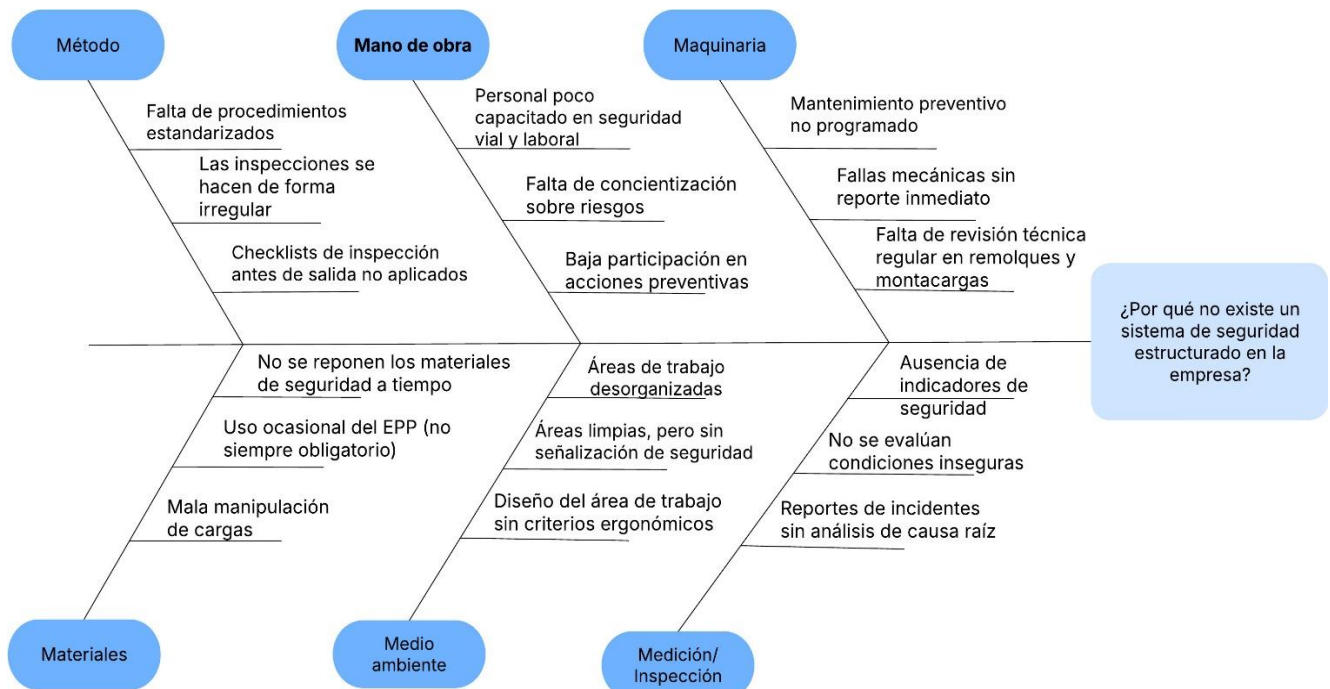 Método
Mano de obra
Maquinaria
Falta de procedimientos
estandarizados
Las inspecciones se
hacen de forma
irregular
Checklists de inspección
antes de salida no aplicados
Personal poco
capacitado en seguridad
vial y laboral
Falta de concientización
sobre riesgos
Baja participación en
acciones preventivas
Mantenimiento preventivo
no programado
Fallas mecánicas sin
reporte inmediato
Falta de revisión técnica
regular en remolques y
montacargas
¿Por qué no existe un
sistema de seguridad
estructurado en la
empresa?
No se reponen los materiales
de seguridad a tiempo
Uso ocasional del EPP (no
siempre obligatorio)
Mala manipulación
de cargas
Áreas de trabajo
desorganizadas
Áreas limpias, pero sin
señalización de seguridad
Diseño del área de trabajo
sin criterios ergonómicos
Ausencia de
indicadores de
seguridad
No se evalúan
condiciones inseguras
Reportes de incidentes
sin análisis de causa raíz
Materiales
Medio
ambiente
Medición/
Inspección